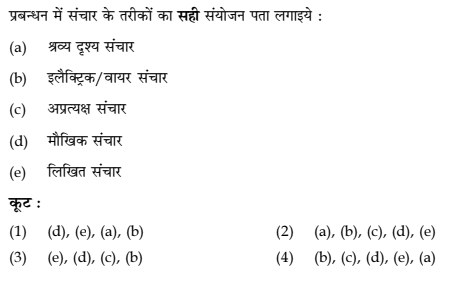 प्रबन्धन में संचार के तरीकों का सही संयोजन पता लगाइये :
(a) श्रव्य दृश्य संचार
(b) इलैक्ट्रिक/वायर संचार
(c) अप्रत्यक्ष संचार
(d) मौखिक संचार
(e) लिखित संचार
कूट :
(1) (d), (e), (a), (b) (2) (a), (b), (c), (d), (e)
(3) (e), (d), (c), (b) (4) (b), (c), (d), (e), (a)